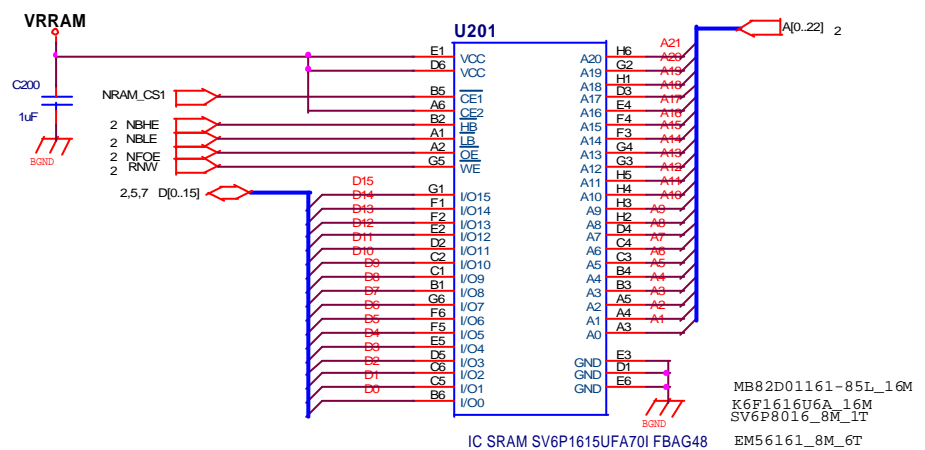 VRRAM
U201
A[0..22] 2
C200
1uF
BGND
NRAM_CS1
2 NBHE
2 NBLE
2 NFOE
2 RNW
2,5,7 D[0..15]
D15
D14
D13
D12
D11
D10
D9
D8
D7
D6
D5
D4
D3
D2
D1
D0
E1 VCC
D6 VCC
B5 CE1
A6 CE2
B2 HB
A1 LB
A2 OE
G5 WE
G1 I/O15
F1 I/O14
F2 I/O13
E2 I/O12
D2 I/O11
C2 I/O10
C1 I/O9
B1 I/O8
G6 I/O7
F6 I/O6
F5 I/O5
E5 I/O4
D5 I/O3
C6 I/O2
C5 I/O1
B6 I/O0
A20 H6
A19 G2
A18 H1
A17 D3
A16 E4
A15 F4
A14 F3
A13 G4
A12 G3
A11 H5
A10 H4
A9 H3
A8 H2
A7 D4
A6 C4
A5 C3
A4 B4
A3 B3
A2 A5
A1 A4
A0 A3
GND E3
GND D1
GND E6
A21
A20
A19
A18
A17
A16
A15
A14
A13
A12
A11
A10
A9
A8
A7
A6
A5
A4
A3
A2
A1
BGND
IC SRAM SV6P1615UFA70I FBAG48
MB82D01161-85L_16M
K6F1616U6A_16M
SV6P8016_8M_1T
EM56161_8M_6T